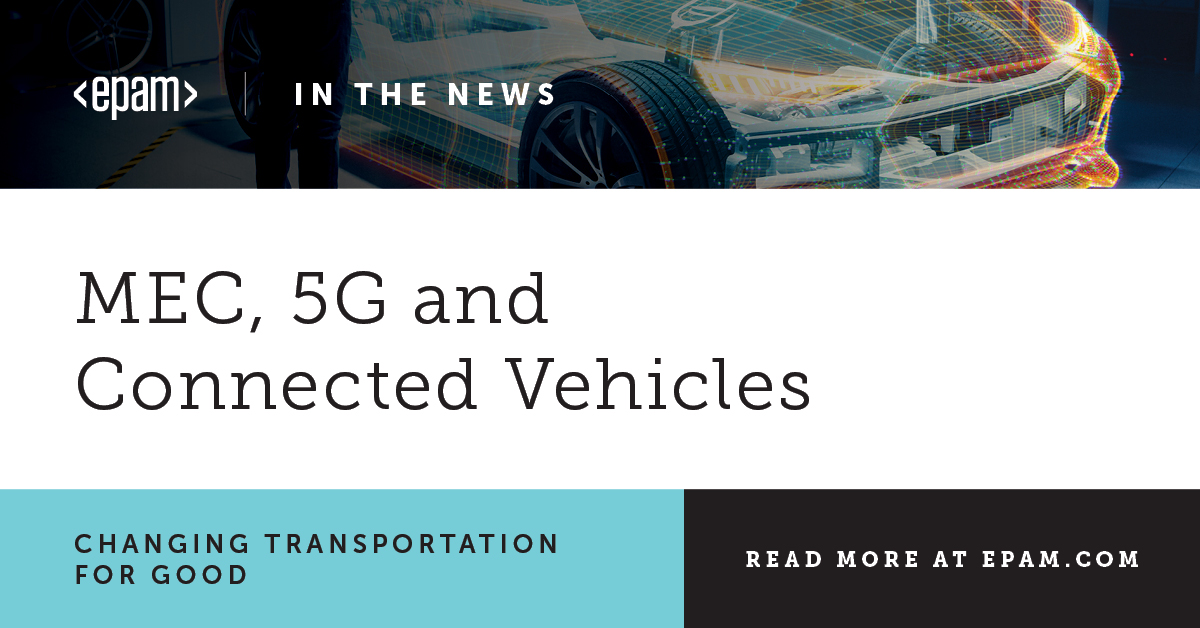 <epam>
IN THE NEWS
MEC, 5G and
Connected Vehicles
CHANGING TRANSPORTATION
FOR GOOD
READ MORE AT EPAM.COM